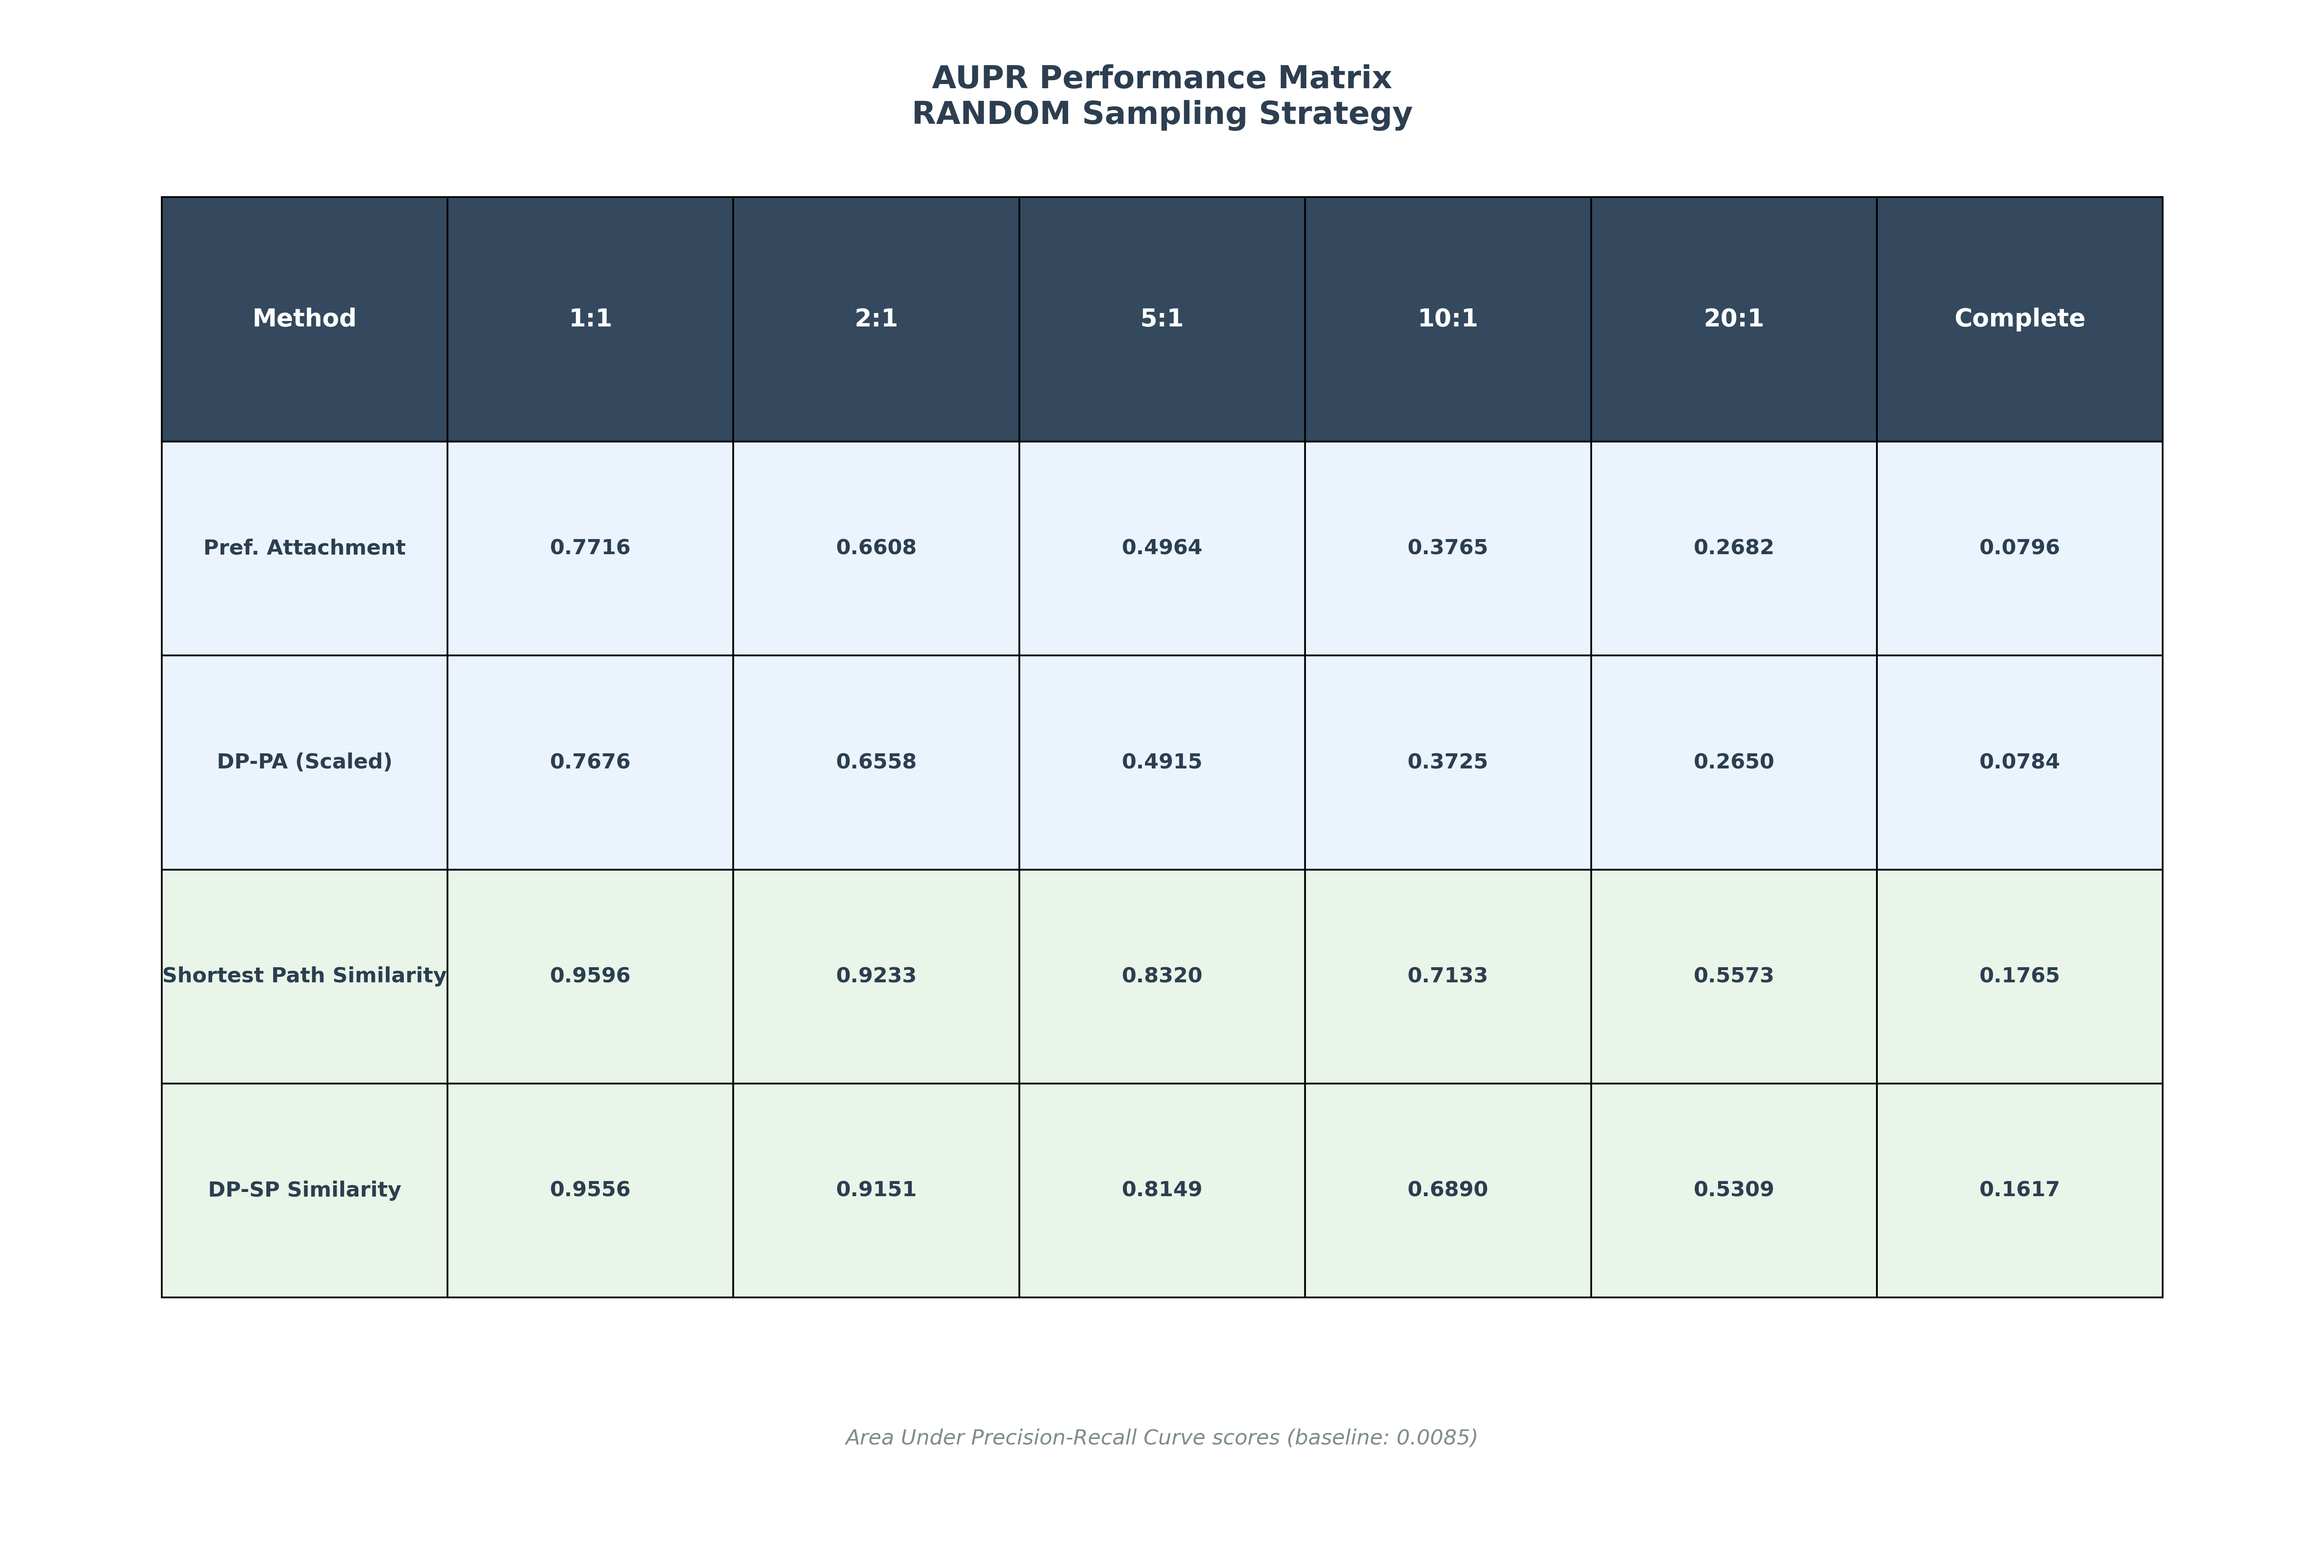 AUPR Performance Matrix
RANDOM Sampling Strategy
Method 1:1 2:1 5:1 10:1 20:1 Complete
Pref. Attachment 0.7716 0.6608 0.4964 0.3765 0.2682 0.0796
DP-PA (Scaled) 0.7676 0.6558 0.4915 0.3725 0.2650 0.0784
Shortest Path Similarity 0.9596 0.9233 0.8320 0.7133 0.5573 0.1765
DP-SP Similarity 0.9556 0.9151 0.8149 0.6890 0.5309 0.1617
Area Under Precision-Recall Curve scores (baseline: 0.0085)